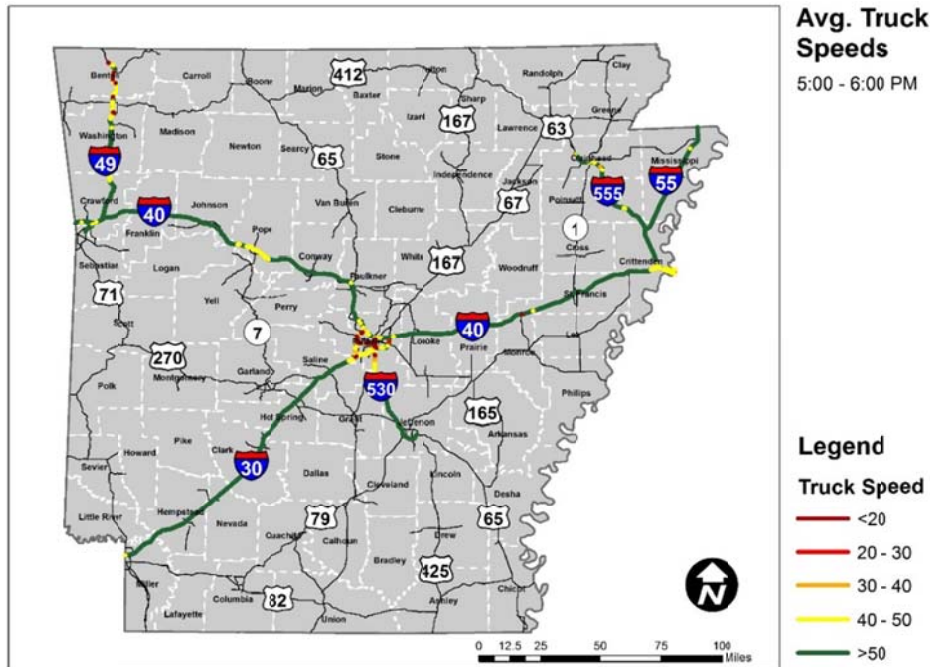 Avg. Truck
Speeds
5:00 - 6:00 PM
Carroll
Boone
Marion
412
Baxter
Sharp
Randolph
Clay
Greene
Washington
Madison
Newton
Searcy
Izard
167
Lawrence
63
49
65
Stone
Independence
Jackson
Mississippi
55
555
Crawford
40
Johnson
Franklin
Pope
Van Buren
Cleburne
67
Poinsett
1
Cross
Logan
Conway
Faulkner
White
167
Woodruff
Crittenden
Sebastian
71
Yell
Perry
St Francis
Scott
7
40
Lonoke
Prairie
Lee
Monroe
270
Saline
Polk
Montgomery
Garland
530
Phillips
Hot Spring
Grant
Jefferson
165
Arkansas
Howard
Pike
Clark
30
Dallas
Lincoln
Sevier
Cleveland
Desha
Little River
Hempstead
Nevada
79
65
Ouachita
Calhoun
Drew
Bradley
425
Miller
Columbia
82
Chicot
Lafayette
Union
Ashley
N
0 12.5 25 50 75 100
Miles
Legend
Truck Speed
<20
20 - 30
30 - 40
40 - 50
>50